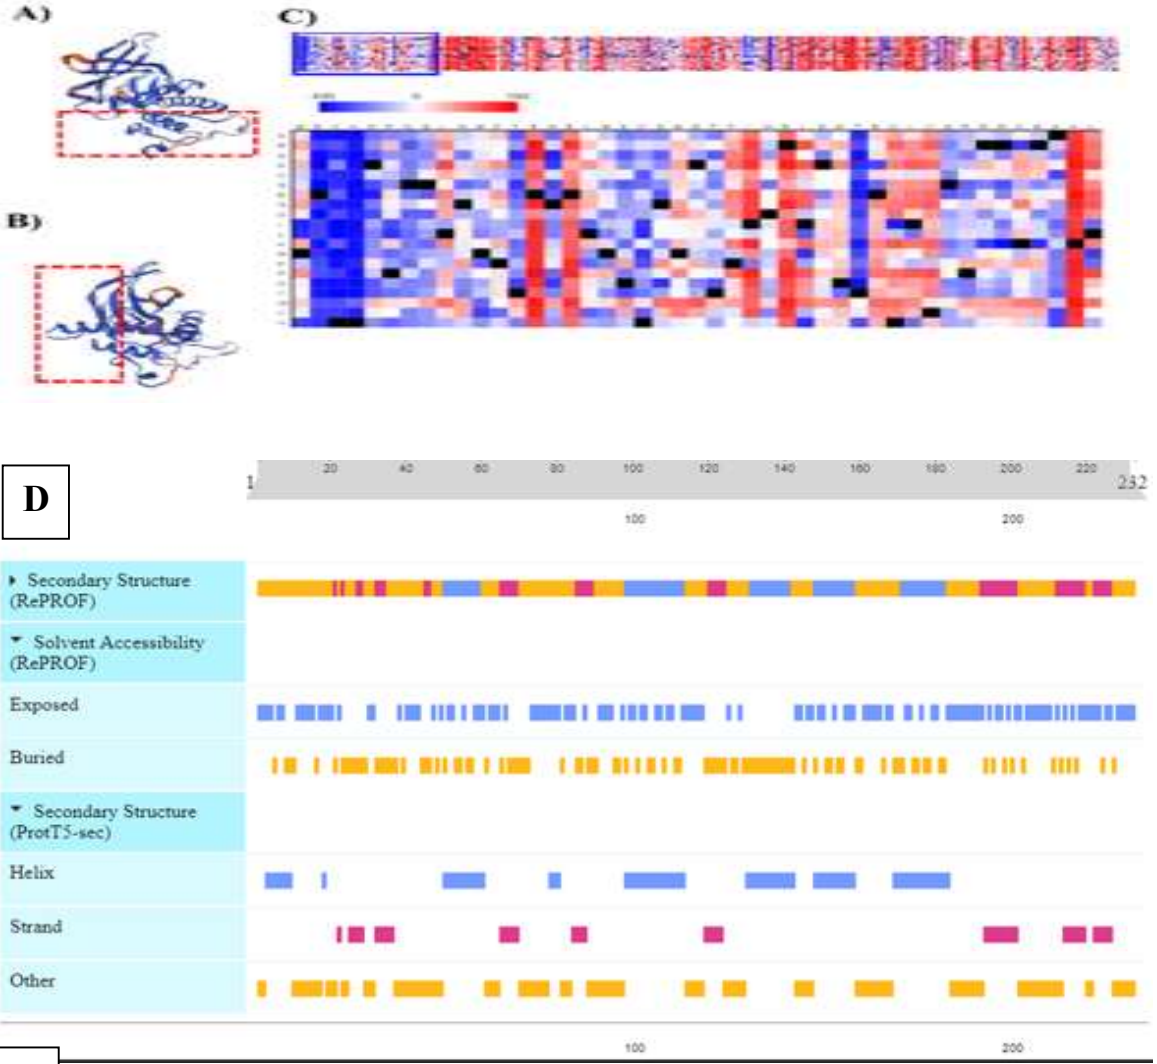 A)
C)
B)
D
20 40 60 80 100 120 140 160 180 200 220
1 232
100 200
Secondary Structure
(RePROF)
Solvent Accessibility
(RePROF)
Exposed
Buried
Secondary Structure
(ProtT5-sec)
Helix
Strand
Other
100 200